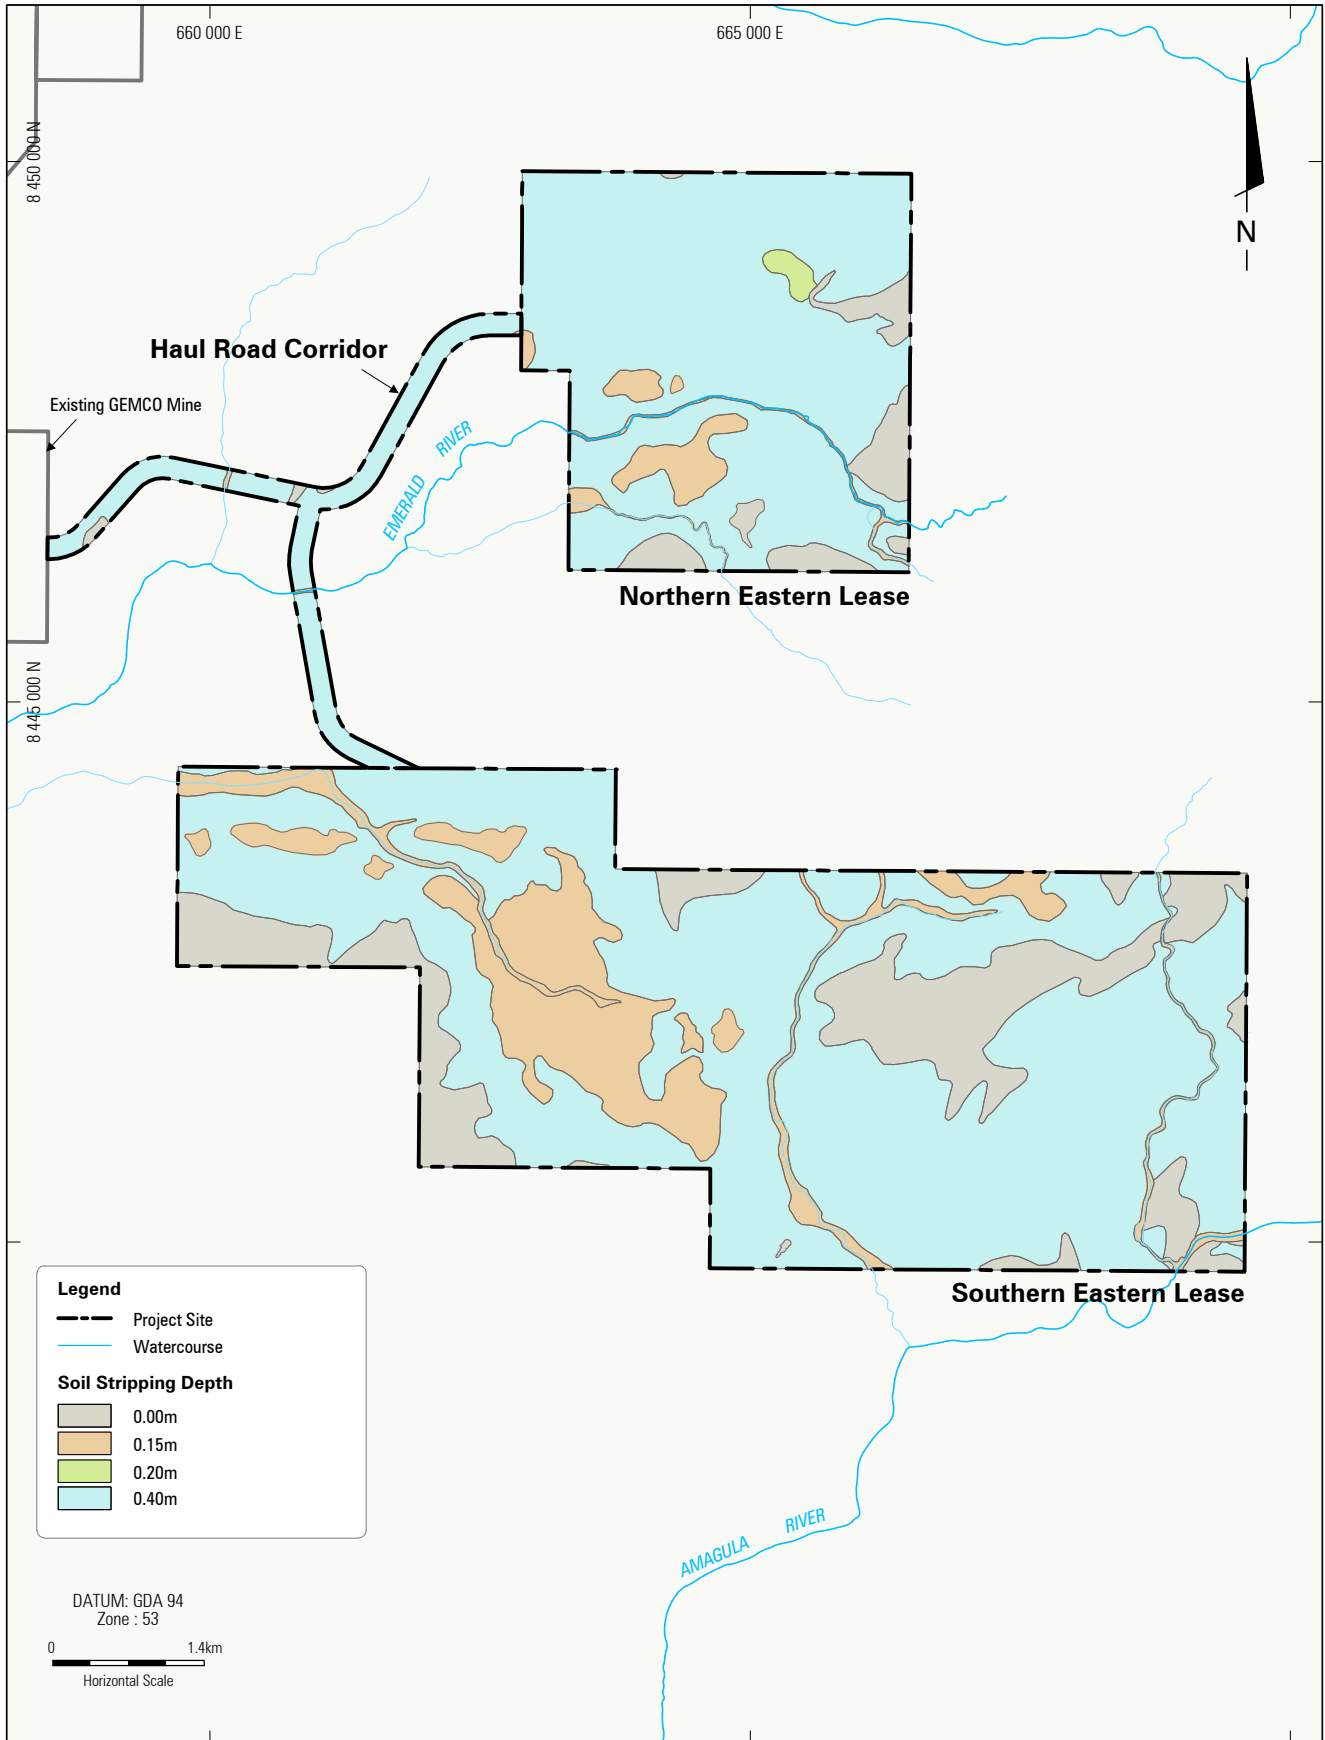 660 000 E
665 000 E
8 450 000 N
N
Haul Road Corridor
Existing GEMCO Mine
EMERALD RIVER
Northern Eastern Lease
8 445 000 N
Southern Eastern Lease
Legend
Project Site
Watercourse
Soil Stripping Depth
0.00m
0.15m
0.20m
0.40m
AMAGULA RIVER
DATUM: GDA 94
Zone : 53
0 1.4km
Horizontal Scale